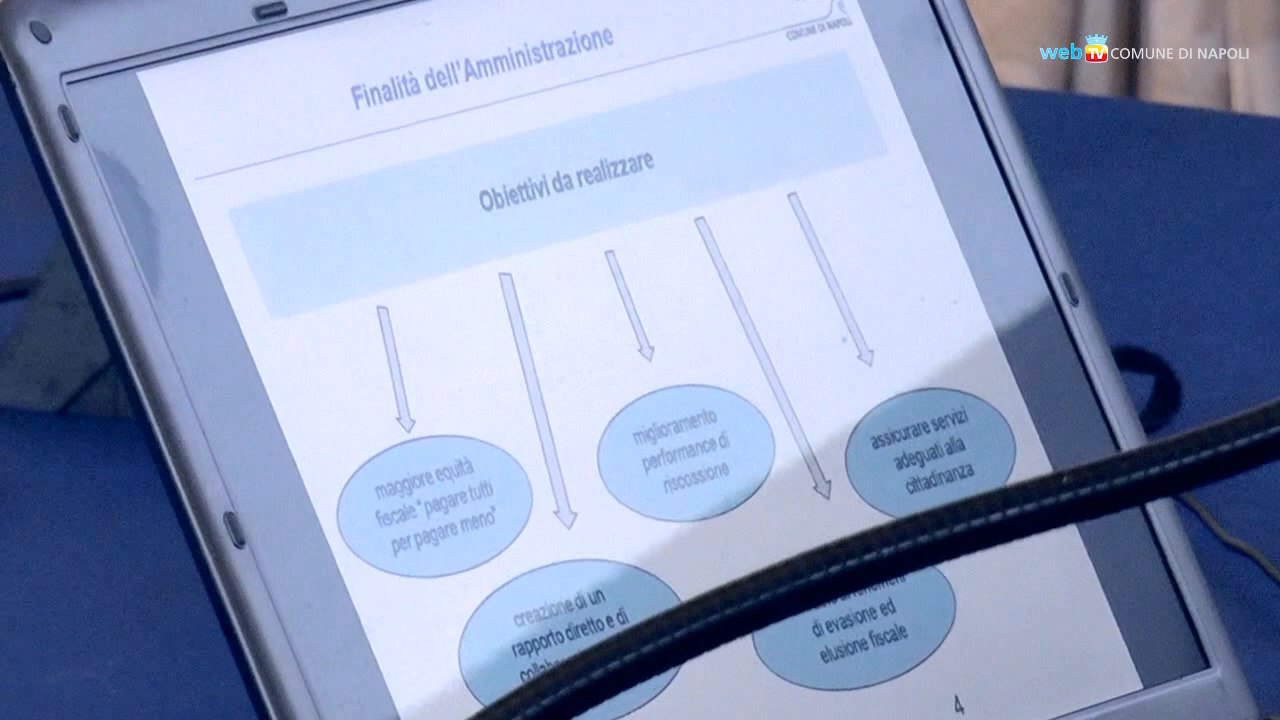 web TV COMUNE DI NAPOLI
COMUNE DI NAPOLI
Finalità dell'Amministrazione
Obiettivi da realizzare
maggiore equità
fiscale "pagare tutti
per pagare meno"
miglioramento
performance di
riscossione
assicurare servizi
adeguati alla
cittadinanza
creazione di un
rapporto diretto e di
di evasione ed
elusione fiscale
4